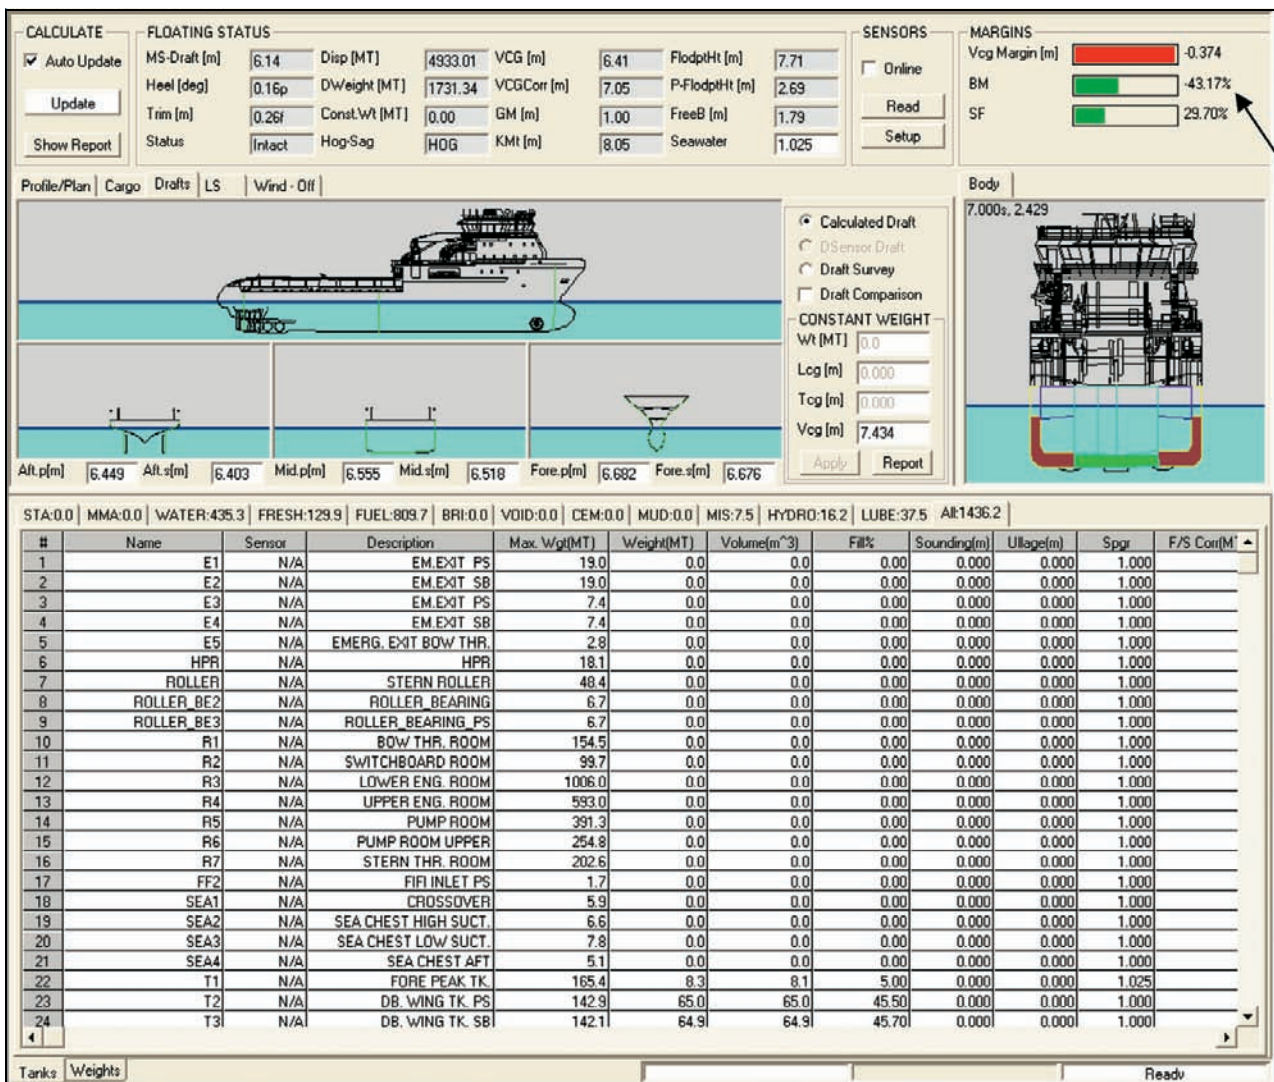 CALCULATE FLOATING STATUS SENSORS MARGINS
Auto Update MS-Draft [m] 6.14 Disp [MT] 4933.01 VCG [m] 6.41 FlodptHt [m] 7.71 Online Vcg Margin [m] -0.374
Update Heel [deg] 0.16p DWeight [MT] 1731.34 VCGCorr [m] 7.05 P-FlodptHt [m] 2.69 Read BM -43.17%
Trim [m] 0.26f Const.Wt [MT] 0.00 GM [m] 1.00 FreeB [m] 1.79 SF 29.70%
Show Report Status Intact Hog-Sag HOG KMt [m] 8.05 Seawater 1.025 Setup
Profile/Plan Cargo Drafts LS Wind - Off Body
7.000s, 2.429
Calculated Draft
DSensor Draft
Draft Survey
Draft Comparison
CONSTANT WEIGHT
Wt [MT] 0.0
Lcg [m] 0.000
Tcg [m] 0.000
Vcg [m] 7.434
Apply Report
Aft.p[m] 6.449 Aft.s[m] 6.403 Mid.p[m] 6.555 Mid.s[m] 6.518 Fore.p[m] 6.682 Fore.s[m] 6.676
STA:0.0 MMA:0.0 WATER:435.3 FRESH:129.9 FUEL:809.7 BRI:0.0 VOID:0.0 CEM:0.0 MUD:0.0 MIS:7.5 HYDRO:16.2 LUBE:37.5 All:1436.2
# Name Sensor Description Max. Wgt(MT) Weight(MT) Volume(m^3) Fill% Sounding(m) Ullage(m) Spgr F/S Corr(M
1 E1 N/A EM.EXIT PS 19.0 0.0 0.0 0.00 0.000 0.000 1.000
2 E2 N/A EM.EXIT SB 19.0 0.0 0.0 0.00 0.000 0.000 1.000
3 E3 N/A EM.EXIT PS 7.4 0.0 0.0 0.00 0.000 0.000 1.000
4 E4 N/A EM.EXIT SB 7.4 0.0 0.0 0.00 0.000 0.000 1.000
5 E5 N/A EMERG. EXIT BOW THR. 2.8 0.0 0.0 0.00 0.000 0.000 1.000
6 HPR N/A HPR 18.1 0.0 0.0 0.00 0.000 0.000 1.000
7 ROLLER N/A STERN ROLLER 48.4 0.0 0.0 0.00 0.000 0.000 1.000
8 ROLLER_BE2 N/A ROLLER_BEARING 6.7 0.0 0.0 0.00 0.000 0.000 1.000
9 ROLLER_BE3 N/A ROLLER_BEARING_PS 6.7 0.0 0.0 0.00 0.000 0.000 1.000
10 R1 N/A BOW THR. ROOM 154.5 0.0 0.0 0.00 0.000 0.000 1.000
11 R2 N/A SWITCHBOARD ROOM 99.7 0.0 0.0 0.00 0.000 0.000 1.000
12 R3 N/A LOWER ENG. ROOM 1006.0 0.0 0.0 0.00 0.000 0.000 1.000
13 R4 N/A UPPER ENG. ROOM 593.0 0.0 0.0 0.00 0.000 0.000 1.000
14 R5 N/A PUMP ROOM 391.3 0.0 0.0 0.00 0.000 0.000 1.000
15 R6 N/A PUMP ROOM UPPER 254.8 0.0 0.0 0.00 0.000 0.000 1.000
16 R7 N/A STERN THR. ROOM 202.6 0.0 0.0 0.00 0.000 0.000 1.000
17 FF2 N/A FIFI INLET PS 1.7 0.0 0.0 0.00 0.000 0.000 1.000
18 SEA1 N/A CROSSOVER 5.9 0.0 0.0 0.00 0.000 0.000 1.000
19 SEA2 N/A SEA CHEST HIGH SUCT. 6.6 0.0 0.0 0.00 0.000 0.000 1.000
20 SEA3 N/A SEA CHEST LOW SUCT. 7.8 0.0 0.0 0.00 0.000 0.000 1.000
21 SEA4 N/A SEA CHEST AFT 5.1 0.0 0.0 0.00 0.000 0.000 1.000
22 T1 N/A FORE PEAK TK. 165.4 8.3 8.1 5.00 0.000 0.000 1.025
23 T2 N/A DB. WING TK. PS 142.9 65.0 65.0 45.50 0.000 0.000 1.000
24 T3 N/A DB. WING TK. SB 142.1 64.9 64.9 45.70 0.000 0.000 1.000
Tanks Weights Ready